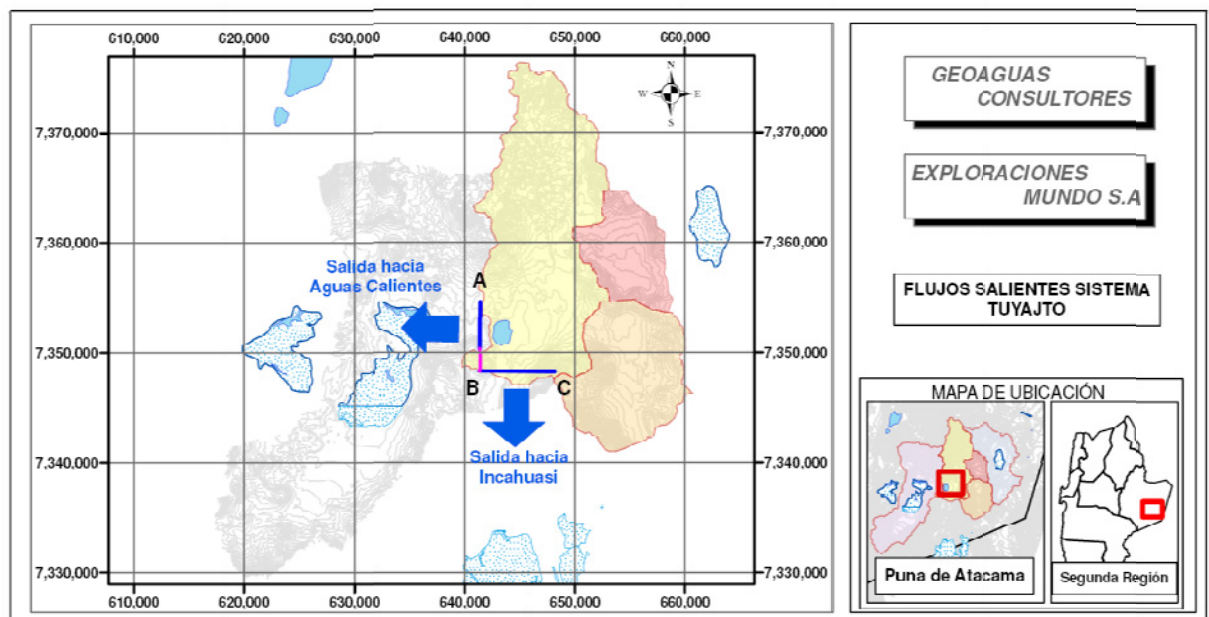 610,000 620,000 630,000 640,000 650,000 660,000
N
W E
S
7,370,000 7,370,000
7,360,000 7,360,000
Salida hacia
Aguas Calientes
A
7,350,000 7,350,000
B C
7,340,000 7,340,000
Salida hacia
Incahuasi
7,330,000 7,330,000
610,000 620,000 630,000 640,000 650,000 660,000
GEOAGUAS
CONSULTORES
EXPLORACIONES
MUNDO S.A
FLUJOS SALIENTES SISTEMA
TUYAJTO
MAPA DE UBICACIÓN
Puna de Atacama
Segunda Región